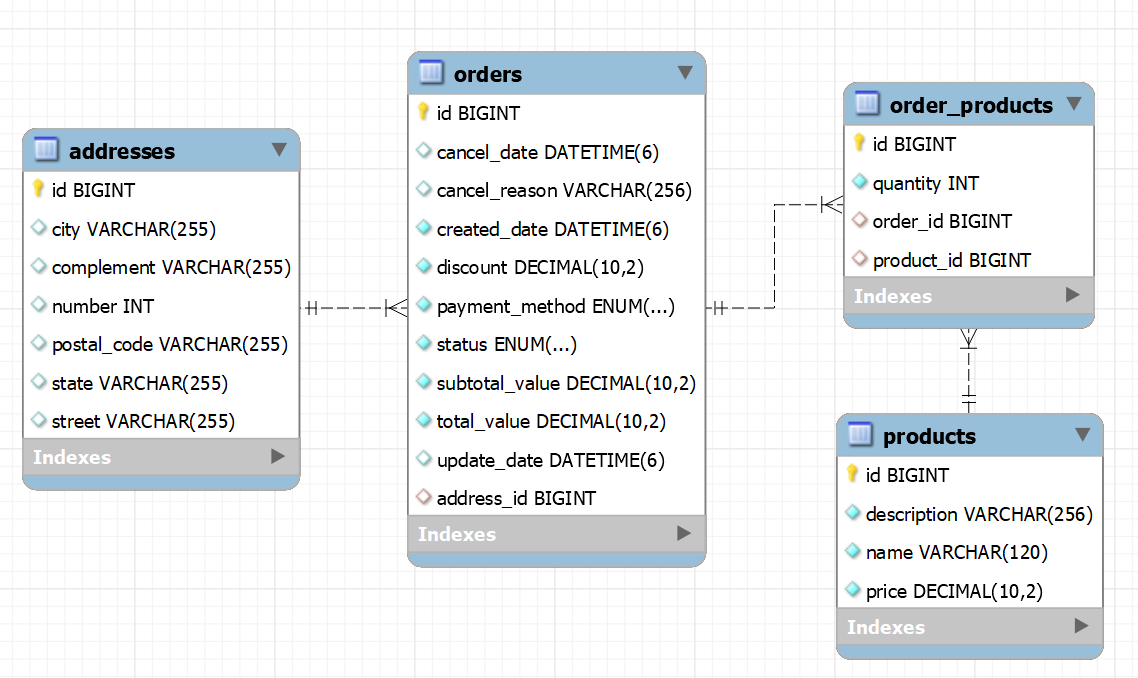 addresses
id BIGINT
city VARCHAR(255)
complement VARCHAR(255)
number INT
postal_code VARCHAR(255)
state VARCHAR(255)
street VARCHAR(255)
Indexes
orders
id BIGINT
cancel_date DATETIME(6)
cancel_reason VARCHAR(256)
created_date DATETIME(6)
discount DECIMAL(10,2)
payment_method ENUM(...)
status ENUM(...)
subtotal_value DECIMAL(10,2)
total_value DECIMAL(10,2)
update_date DATETIME(6)
address_id BIGINT
Indexes
order_products
id BIGINT
quantity INT
order_id BIGINT
product_id BIGINT
Indexes
products
id BIGINT
description VARCHAR(256)
name VARCHAR(120)
price DECIMAL(10,2)
Indexes